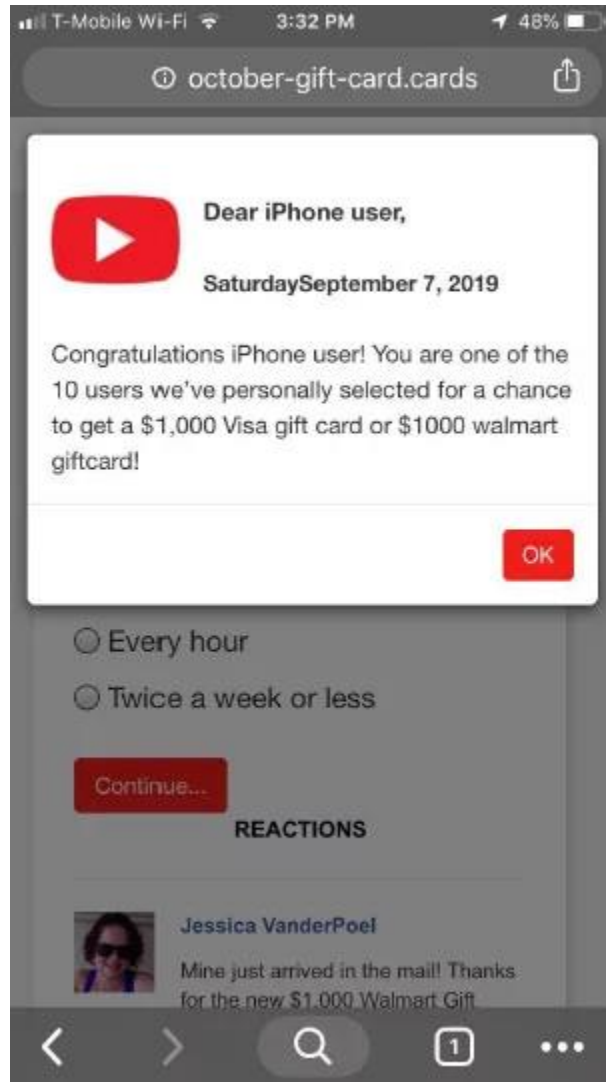 T-Mobile Wi-Fi 3:32 PM 48%
october-gift-card.cards
Dear iPhone user,
SaturdaySeptember 7, 2019
Congratulations iPhone user! You are one of the
10 users we've personally selected for a chance
to get a $1,000 Visa gift card or $1000 walmart
giftcard!
OK
Every hour
Twice a week or less
Continue...
REACTIONS
Jessica VanderPoel
Mine just arrived in the mail! Thanks
for the new $1,000 Walmart Gift
1